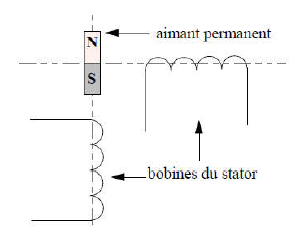 aimant permanent
N
S
bobines du stator